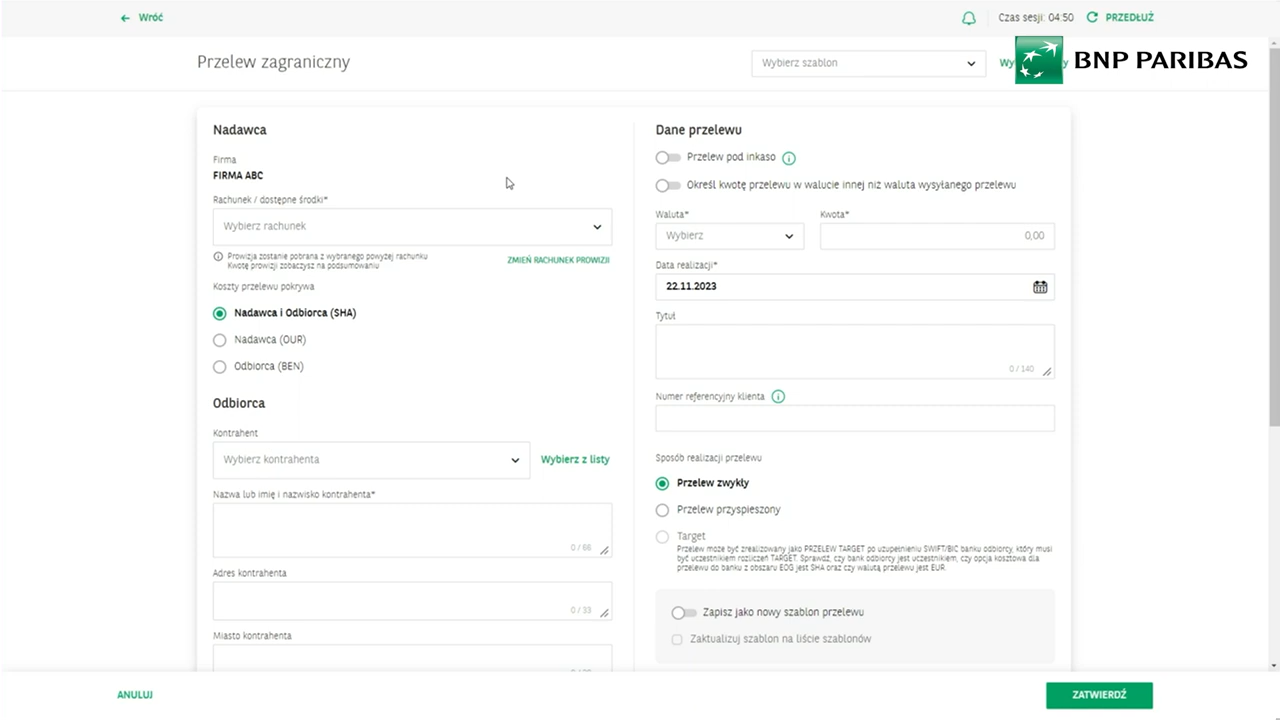 Wróć
Czas sesji: 04:50 PRZEDŁUŻ
Przelew zagraniczny
Wybierz szablon
BNP PARIBAS
Nadawca
Firma
FIRMA ABC
Rachunek / dostępne środki*
Wybierz rachunek
Prowizja zostanie pobrana z wybranego powyżej rachunku
Kwotę prowizji zobaczysz na podsumowaniu
ZMIEŃ RACHUNEK PROWIZJI
Koszty przelewu pokrywa
Nadawca i Odbiorca (SHA)
Nadawca (OUR)
Odbiorca (BEN)
Odbiorca
Kontrahent
Wybierz kontrahenta
Wybierz z listy
Nazwa lub imię i nazwisko kontrahenta*
0 / 66
Adres kontrahenta
0 / 33
Miasto kontrahenta
Dane przelewu
Przelew pod inkaso
Określ kwotę przelewu w walucie innej niż waluta wysyłanego przelewu
Waluta* Kwota*
Wybierz 0,00
Data realizacji*
22.11.2023
Tytuł
0 / 140
Numer referencyjny klienta
Sposób realizacji przelewu
Przelew zwykły
Przelew przyspieszony
Target
Przelew może być zrealizowany jako PRZELEW TARGET po uzupełnieniu SWIFT/BIC banku odbiorcy, który musi
być uczestnikiem rozliczeń TARGET. Sprawdź, czy bank odbiorcy jest uczestnikiem, czy opcja kosztowa dla
przelewu do banku z obszaru EOG jest SHA oraz czy walutą przelewu jest EUR.
Zapisz jako nowy szablon przelewu
Zaktualizuj szablon na liście szablonów
ANULUJ
ZATWIERDŹ